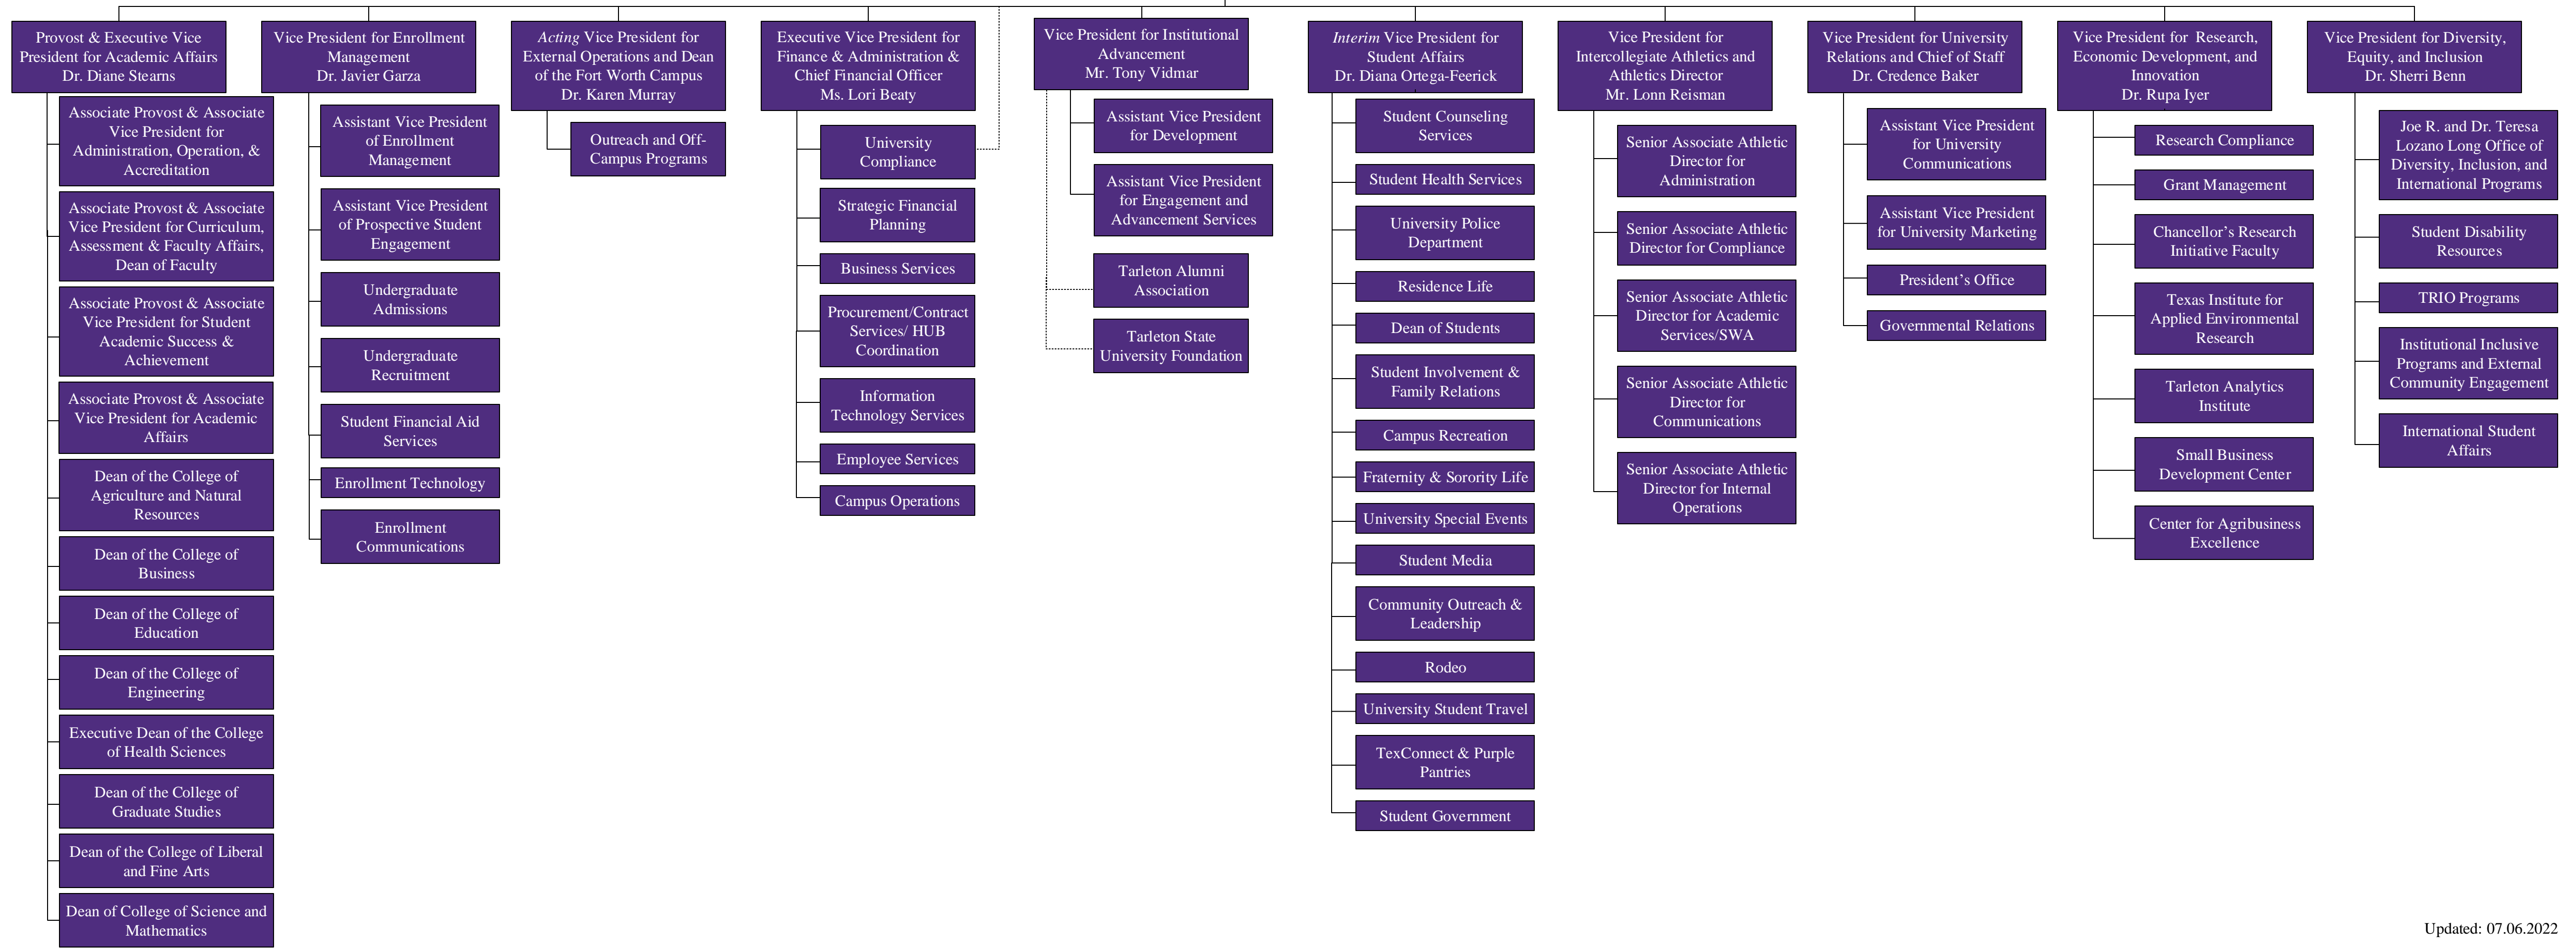 Provost & Executive Vice
President for Academic Affairs
Dr. Diane Stearns
Associate Provost & Associate
Vice President for
Administration, Operation, &
Accreditation
Associate Provost & Associate
Vice President for Curriculum,
Assessment & Faculty Affairs,
Dean of Faculty
Associate Provost & Associate
Vice President for Student
Academic Success &
Achievement
Associate Provost & Associate
Vice President for Academic
Affairs
Dean of the College of
Agriculture and Natural
Resources
Dean of the College of
Business
Dean of the College of
Education
Dean of the College of
Engineering
Executive Dean of the College
of Health Sciences
Dean of the College of
Graduate Studies
Dean of the College of Liberal
and Fine Arts
Dean of College of Science and
Mathematics
Vice President for Enrollment
Management
Dr. Javier Garza
Assistant Vice President
of Enrollment
Management
Assistant Vice President
of Prospective Student
Engagement
Undergraduate
Admissions
Undergraduate
Recruitment
Student Financial Aid
Services
Enrollment Technology
Enrollment
Communications
Acting Vice President for
External Operations and Dean
of the Fort Worth Campus
Dr. Karen Murray
Outreach and Off-
Campus Programs
Executive Vice President for
Finance & Administration &
Chief Financial Officer
Ms. Lori Beaty
University
Compliance
Strategic Financial
Planning
Business Services
Procurement/Contract
Services/ HUB
Coordination
Information
Technology Services
Employee Services
Campus Operations
Vice President for Institutional
Advancement
Mr. Tony Vidmar
Assistant Vice President
for Development
Assistant Vice President
for Engagement and
Advancement Services
Tarleton Alumni
Association
Tarleton State
University Foundation
Interim Vice President for
Student Affairs
Dr. Diana Ortega-Feerick
Student Counseling
Services
Student Health Services
University Police
Department
Residence Life
Dean of Students
Student Involvement &
Family Relations
Campus Recreation
Fraternity & Sorority Life
University Special Events
Student Media
Community Outreach &
Leadership
Rodeo
University Student Travel
TexConnect & Purple
Pantries
Student Government
Vice President for
Intercollegiate Athletics and
Athletics Director
Mr. Lonn Reisman
Senior Associate Athletic
Director for
Administration
Senior Associate Athletic
Director for Compliance
Senior Associate Athletic
Director for Academic
Services/SWA
Senior Associate Athletic
Director for
Communications
Senior Associate Athletic
Director for Internal
Operations
Vice President for University
Relations and Chief of Staff
Dr. Credence Baker
Assistant Vice President
for University
Communications
Assistant Vice President
for University Marketing
President’s Office
Governmental Relations
Vice President for Research,
Economic Development, and
Innovation
Dr. Rupa Iyer
Research Compliance
Grant Management
Chancellor’s Research
Initiative Faculty
Texas Institute for
Applied Environmental
Research
Tarleton Analytics
Institute
Small Business
Development Center
Center for Agribusiness
Excellence
Vice President for Diversity,
Equity, and Inclusion
Dr. Sherri Benn
Joe R. and Dr. Teresa
Lozano Long Office of
Diversity, Inclusion, and
International Programs
Student Disability
Resources
TRIO Programs
Institutional Inclusive
Programs and External
Community Engagement
International Student
Affairs
Updated: 07.06.2022